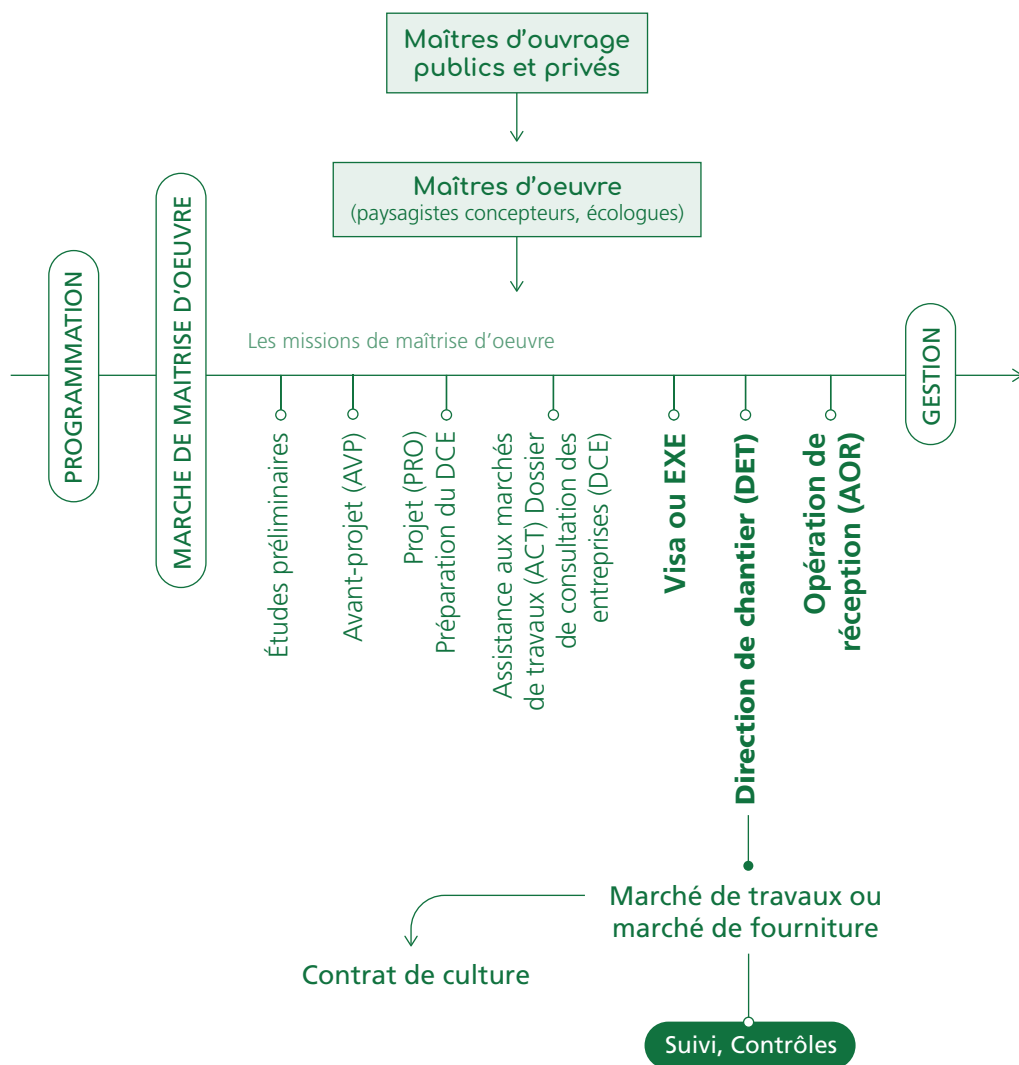 Maîtres d'ouvrage
publics et privés
Maîtres d'oeuvre
(paysagistes concepteurs, écologues)
PROGRAMMATION
MARCHE DE MAITRISE D'OEUVRE
Les missions de maîtrise d'oeuvre
GESTION
Études préliminaires
Avant-projet (AVP)
Projet (PRO)
Préparation du DCE
Assistance aux marchés
de travaux (ACT) Dossier
de consultation des
entreprises (DCE)
Visa ou EXE
Direction de chantier (DET)
Opération de
réception (AOR)
Marché de travaux ou
marché de fourniture
Contrat de culture
Suivi, Contrôles